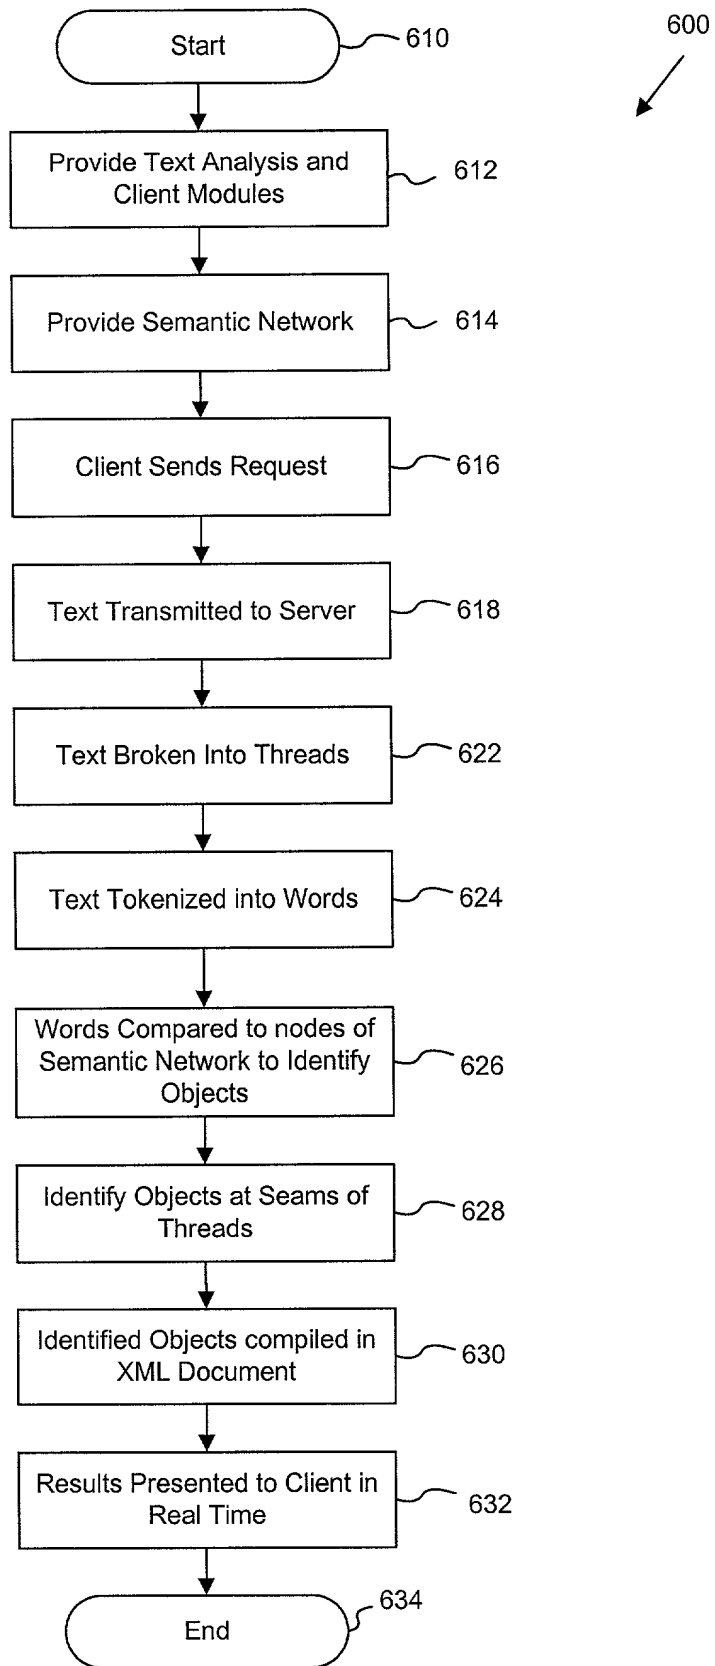 600
Start
610
Provide Text Analysis and
Client Modules
612
Provide Semantic Network
614
Client Sends Request
616
Text Transmitted to Server
618
Text Broken Into Threads
622
Text Tokenized into Words
624
Words Compared to nodes of
Semantic Network to Identify
Objects
626
Identify Objects at Seams of
Threads
628
Identified Objects compiled in
XML Document
630
Results Presented to Client in
Real Time
632
End
634